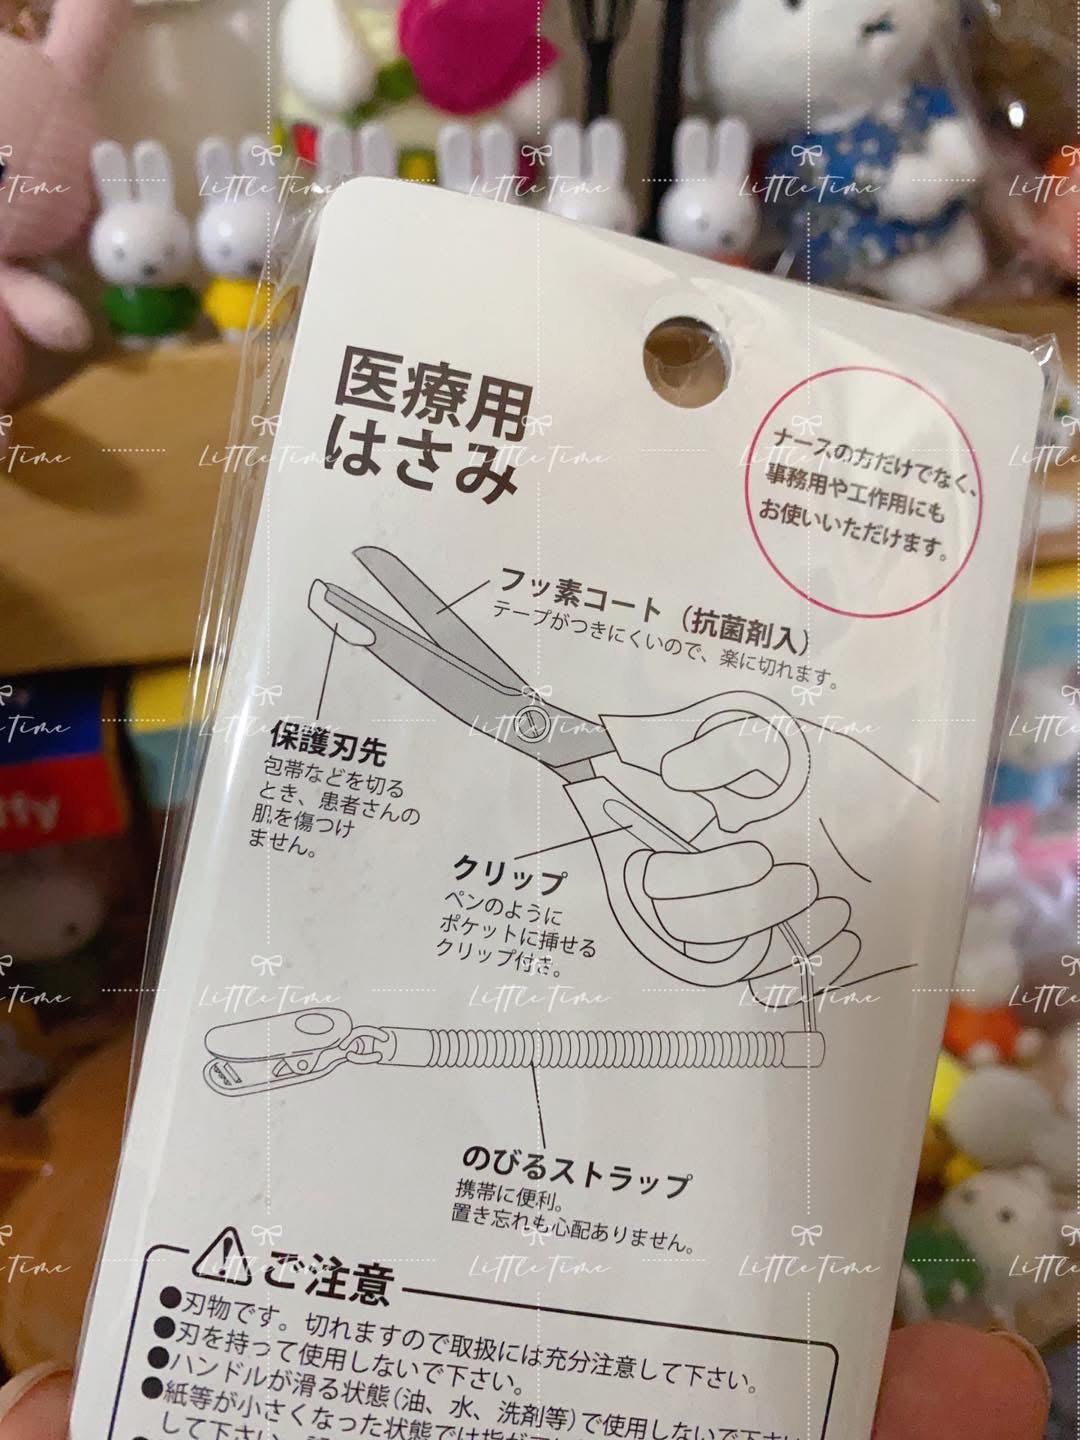 医療用
はさみ
ナースの方だけでなく、
事務用や工作用にも
お使いいただけます。
フッ素コート（抗菌剤入）
テープがつきにくいので、楽に切れます。
保護刃先
包帯などを切る
とき、患者さんの
肌を傷つけ
ません。
クリップ
ペンのように
ポケットに挿せる
クリップ付き。
のびるストラップ
携帯に便利。
置き忘れも心配ありません。
ご注意
●刃物です。切れますので取扱には充分注意して下さい。
●刃を持って使用しないで下さい。
●ハンドルが滑る状態（油、水、洗剤等）で使用しないで下さい
●紙等が小さくなった状態では指が
して下さい。
Little Time
tty